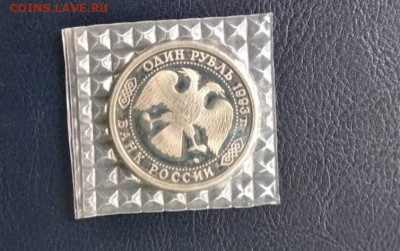 COINS.LAVE.RU
ОДИН РУБЛЬ 1993 г.
БАНК РОССИИ